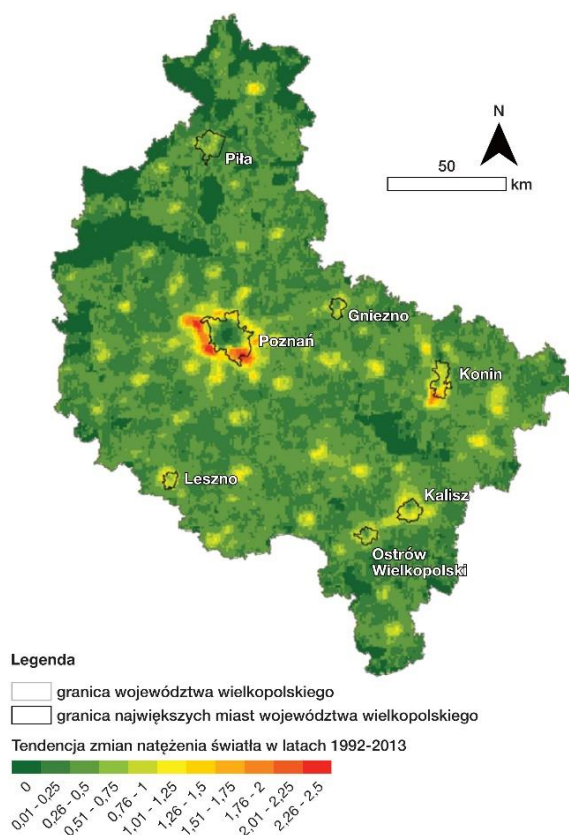 N
50
km
Piła
Gniezno
Poznań
Konin
Leszno
Kalisz
Ostrów
Wielkopolski
Legenda
granica województwa wielkopolskiego
granica największych miast województwa wielkopolskiego
Tendencja zmian natężenia światła w latach 1992-2013
0
0,01 - 0,25
0,26 - 0,5
0,51 - 0,75
0,76 - 1
1,01 - 1,25
1,26 - 1,5
1,51 - 1,75
1,76 - 2
2,01 - 2,25
2,26 - 2,5